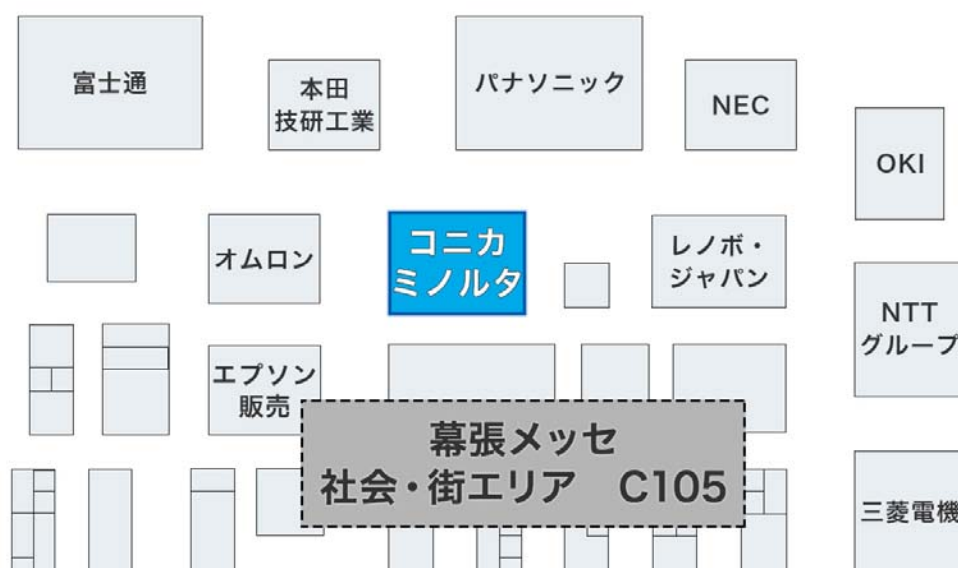 富士通
本田
技研工業
パナソニック
NEC
OKI
オムロン
コニカ
ミノルタ
レノボ・
ジャパン
NTT
グループ
エプソン
販売
幕張メッセ
社会・街エリア　C105
三菱電機